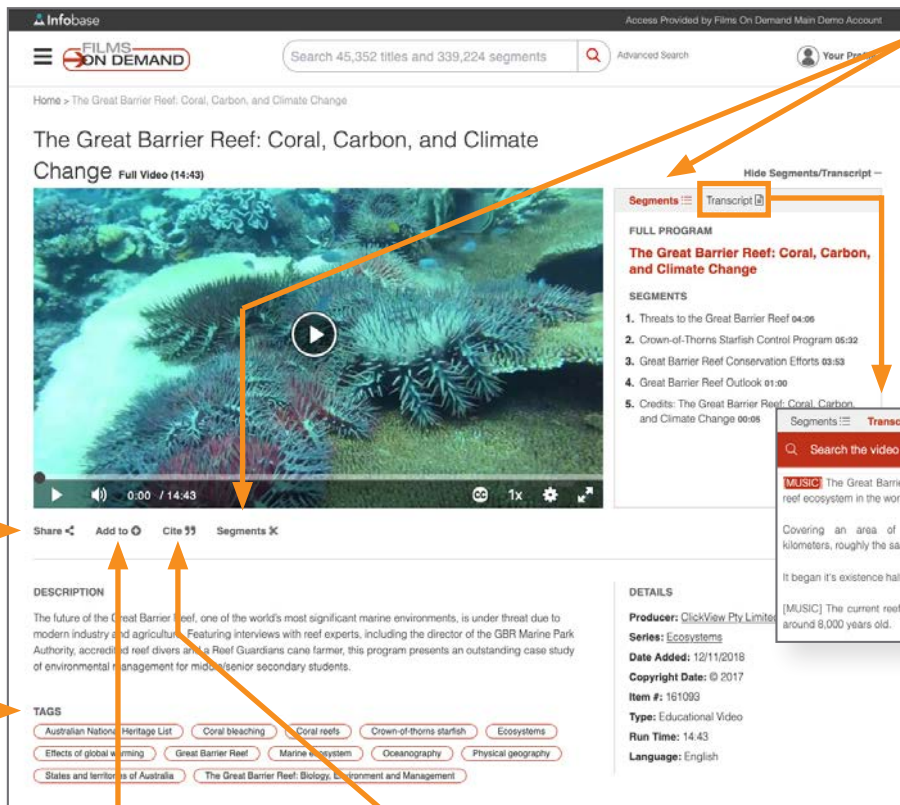 Infobase
Access Provided by Films On Demand Main Demo Account
FILMS
ON DEMAND
Search 45,352 titles and 339,224 segments
Advanced Search
Your
Home > The Great Barrier Reef: Coral, Carbon, and Climate Change
The Great Barrier Reef: Coral, Carbon, and Climate
Change Full Video (14:43)
Hide Segments/Transcript —
Segments
Transcript
FULL PROGRAM
The Great Barrier Reef: Coral, Carbon,
and Climate Change
SEGMENTS
1. Threats to the Great Barrier Reef 04:06
2. Crown-of-Thorns Starfish Control Program 05:32
3. Great Barrier Reef Conservation Efforts 03:53
4. Great Barrier Reef Outlook 01:00
5. Credits: The Great Barrier Reef: Coral, Carbon,
and Climate Change 00:05
Segments
Search the video
[MUSIC] The Great
reef ecosystem in the
Covering an area of
kilometers, roughly the
It began it's existence
[MUSIC] The current reef
around 8,000 years old.
0:00 / 14:43
CC
1x
Share
Add to
Cite
Segments
DESCRIPTION
The future of the Great Barrier Reef, one of the world's most significant marine environments, is under threat due to
modern industry and agriculture. Featuring interviews with reef experts, including the director of the GBR Marine Park
Authority, accredited reef divers and a Reef Guardians cane farmer, this program presents an outstanding case study
of environmental management for middle/senior secondary students.
TAGS
Australian National Heritage List
Coral bleaching
Coral reefs
Crown-of-thorns starfish
Ecosystems
Effects of global warming
Great Barrier Reef
Marine ecosystem
Oceanography
Physical geography
States and territories of Australia
The Great Barrier Reef: Biology, Environment and Management
DETAILS
Producer: ClickView Pty Limited
Series: Ecosystems
Date Added: 12/11/2018
Copyright Date: © 2017
Item #: 161093
Type: Educational Video
Run Time: 14:43
Language: English